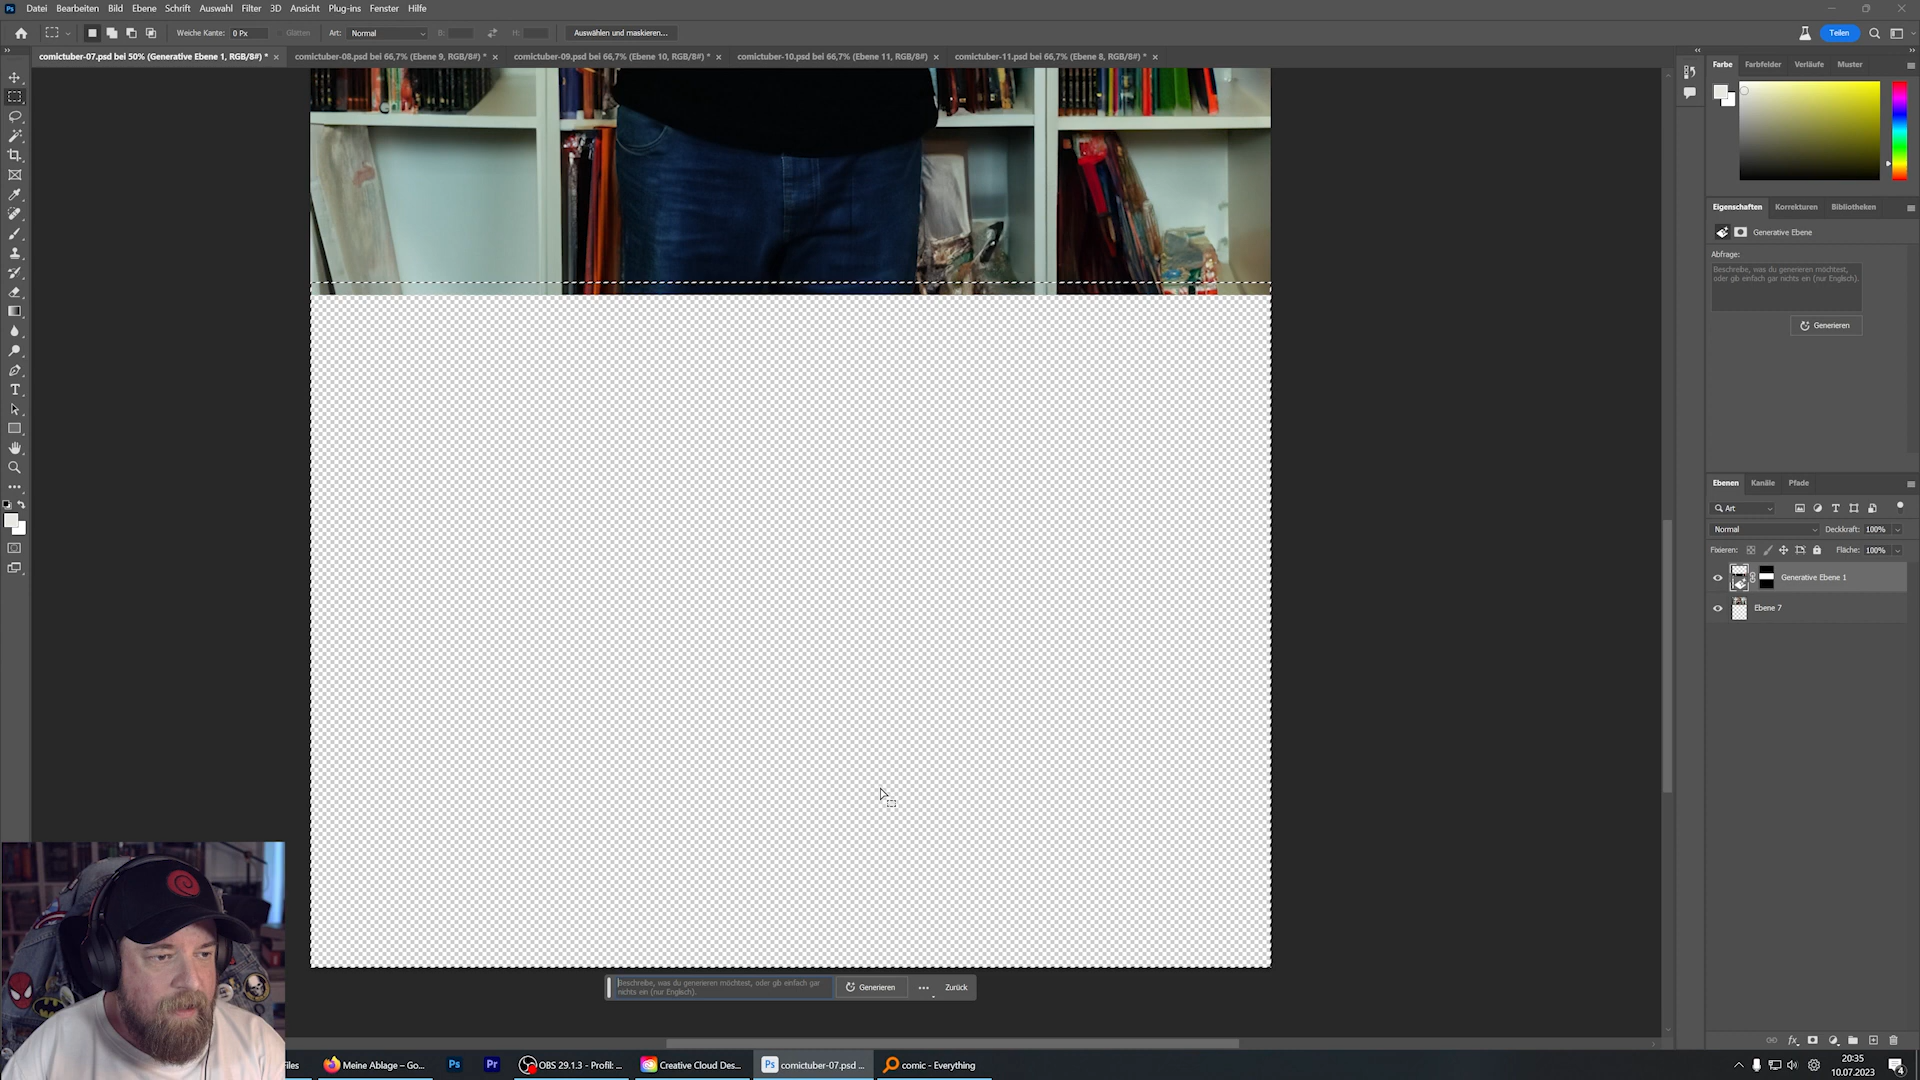 Datei Bearbeiten Bild Ebene Schrift Auswahl Filter 3D Ansicht Plug-ins Fenster Hilfe
Weiche Kante: 0 Px Glätten Art: Normal B: H: Auswählen und maskieren... Teilen
comictuber-07.psd bei 50% (Generative Ebene 1, RGB/8#) * × comictuber-08.psd bei 66,7% (Ebene 9, RGB/8#) * × comictuber-09.psd bei 66,7% (Ebene 10, RGB/8#) * × comictuber-10.psd bei 66,7% (Ebene 11, RGB/8#) × comictuber-11.psd bei 66,7% (Ebene 8, RGB/8#) * ×
Farbe Farbfelder Verläufe Muster
Eigenschaften Korrekturen Bibliotheken
Generative Ebene
Abfrage:
Beschreibe, was du generieren möchtest,
oder gib einfach gar nichts ein (nur Englisch).
Generieren
Ebenen Kanäle Pfade
Art
Normal Deckkraft: 100%
Fixieren: Fläche: 100%
Generative Ebene 1
Ebene 7
Beschreibe, was du generieren möchtest, oder gib einfach gar
nichts ein (nur Englisch).
Generieren ... Zurück
Files Meine Ablage – Go... Ps Pr OBS 29.1.3 - Profil: ... Creative Cloud Des... Ps comictuber-07.psd ... comic - Everything
20:35
10.07.2023
4